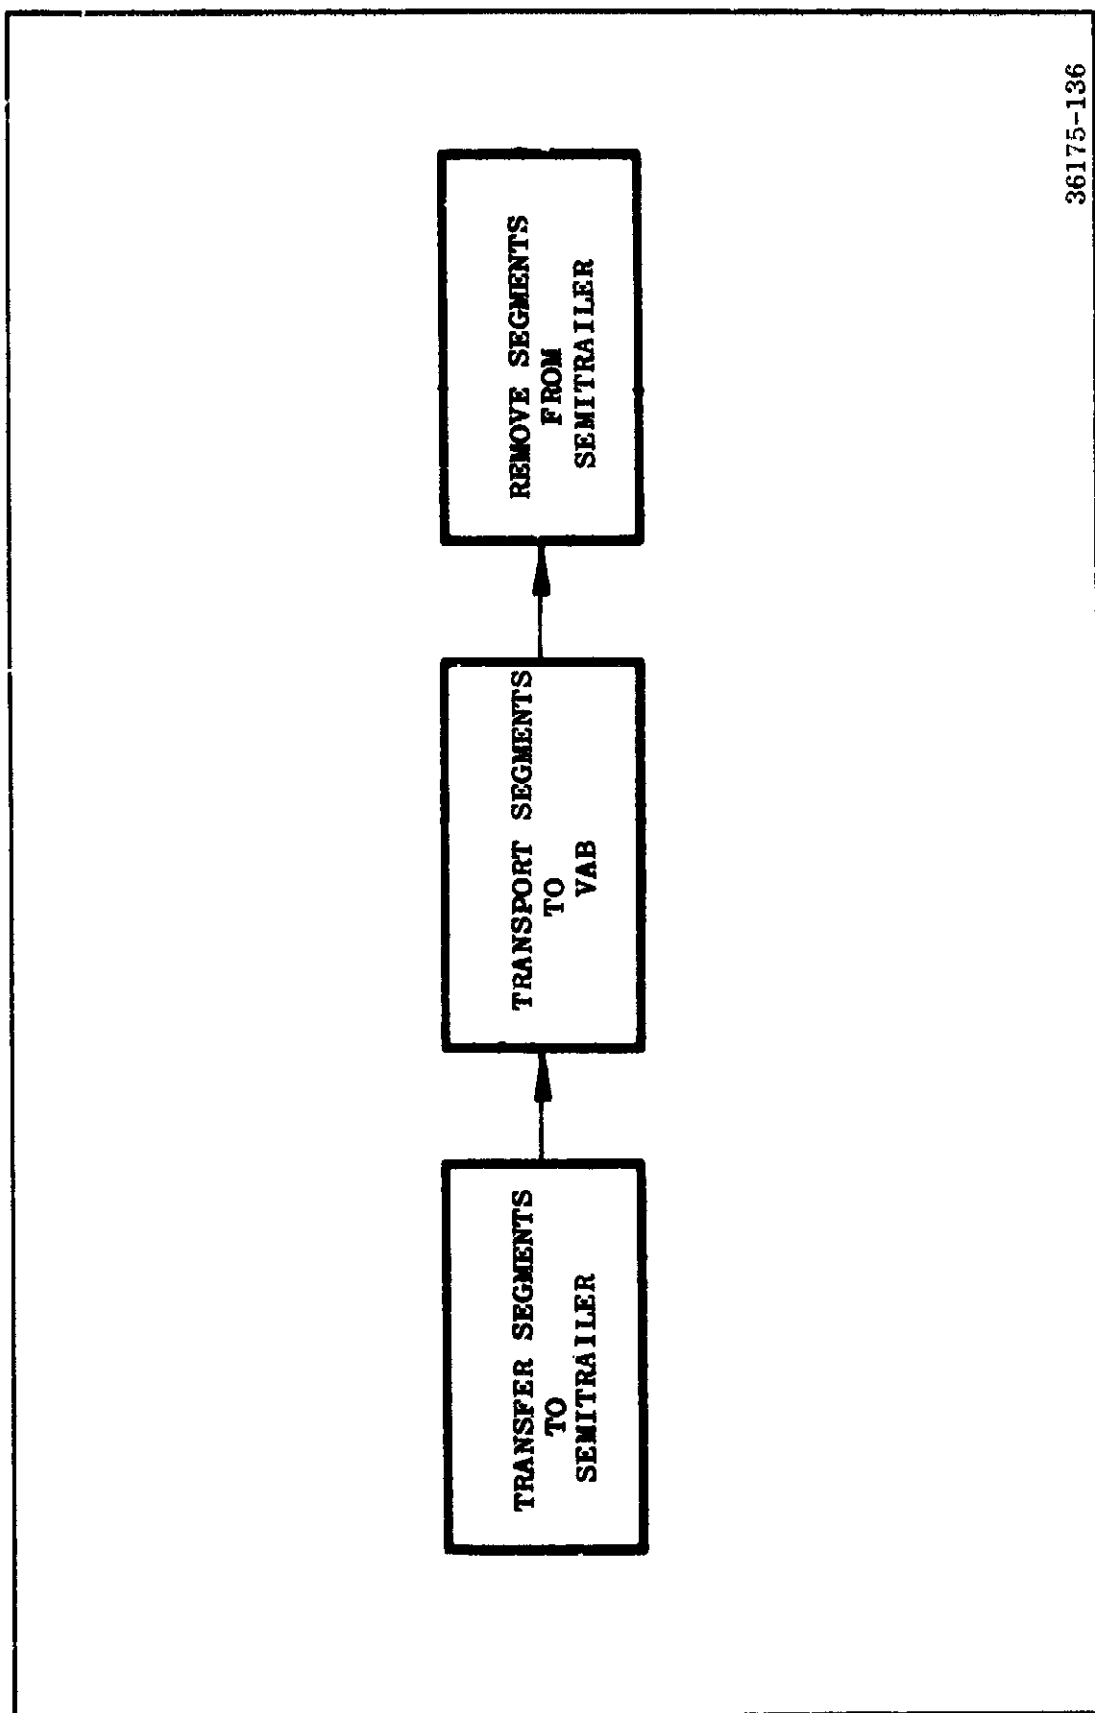 TRANSFER SEGMENTS
TO
SEMITRAILER
TRANSPORT SEGMENTS
TO
VAB
REMOVE SEGMENTS
FROM
SEMITRAILER
36175-136